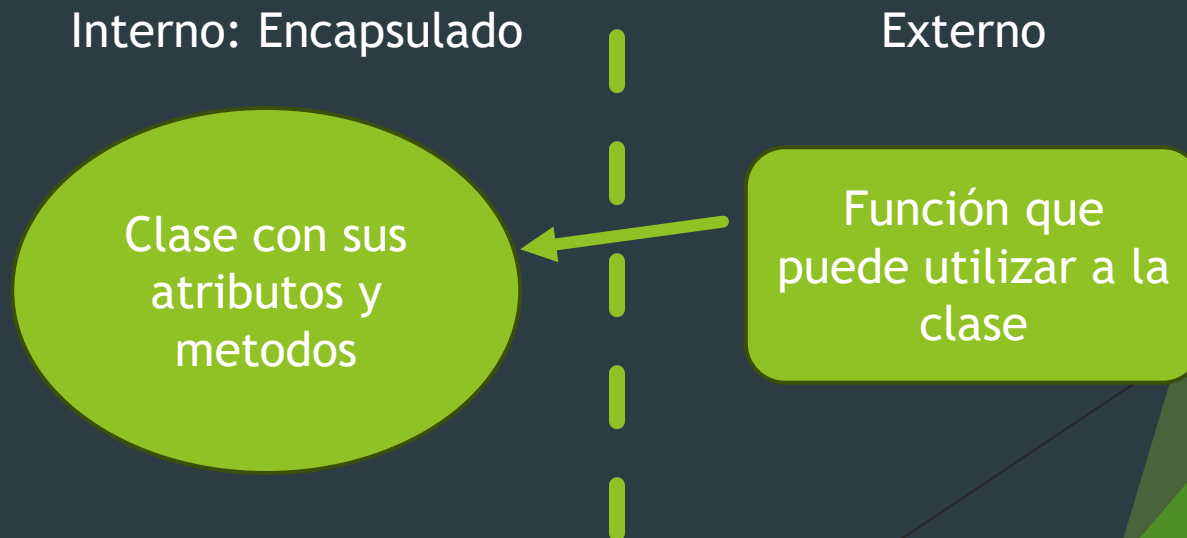 Interno: Encapsulado
Externo
Clase con sus
atributos y
metodos
Función que
puede utilizar a la
clase